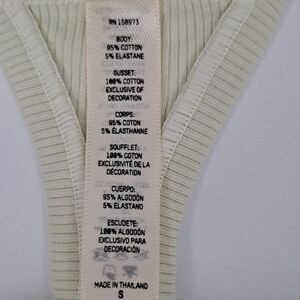 RN 158973
BODY:
95% COTTON
5% ELASTANE
GUSSET:
100% COTTON
EXCLUSIVE OF
DECORATION
CORPS:
95% COTON
5% ÉLASTHANNE
SOUFFLET:
100% COTON
EXCLUSIVITÉ DE LA
DÉCORATION
CUERPO:
95% ALGODÓN
5% ELASTANO
ESCUDETE:
100% ALGODÓN
EXCLUSIVO PARA
DECORACIÓN
MADE IN THAILAND
S